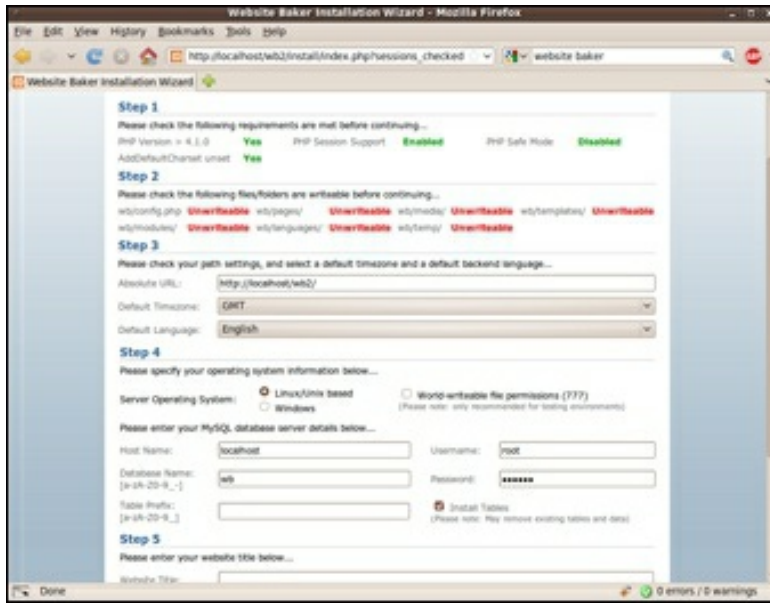 Website Baker Installation Wizard - Mozilla Firefox
File Edit View History Bookmarks Tools Help
http://localhost/wb2/install/index.php?sessions_checked website baker
Website Baker Installation Wizard
Step 1
Please check the following requirements are met before continuing...
PHP Version > 4.1.0 Yes PHP Session Support Enabled PHP Safe Mode Disabled
AddDefaultCharset unset Yes
Step 2
Please check the following files/folders are writeable before continuing...
wb/config.php Unwriteable wb/pages/ Unwriteable wb/media/ Unwriteable wb/templates/ Unwriteable
wb/modules/ Unwriteable wb/languages/ Unwriteable wb/temp/ Unwriteable
Step 3
Please check your path settings, and select a default timezone and a default backend language...
Absolute URL: http://localhost/wb2/
Default Timezone: GMT
Default Language: English
Step 4
Please specify your operating system information below...
Server Operating System: Linux/Unix based World-writeable file permissions (777)
Windows (Please note: only recommended for testing environments)
Please enter your MySQL database server details below...
Host Name: localhost Username: root
Database Name: wb Password: ••••••
[a-zA-Z0-9_-]
Table Prefix: Install Tables
[a-zA-Z0-9_] (Please note: May remove existing tables and data)
Step 5
Please enter your website title below...
Website Title:
Done 0 errors / 0 warnings